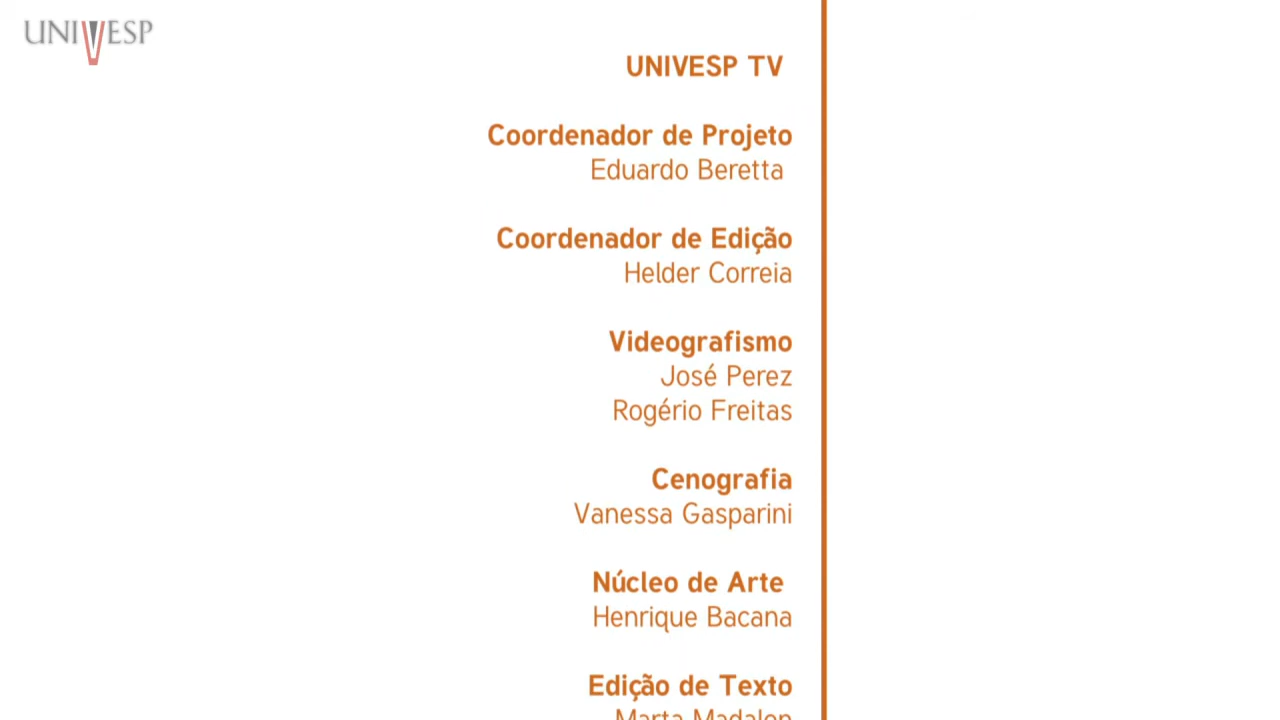 UNIVESP
UNIVESP TV
Coordenador de Projeto
Eduardo Beretta
Coordenador de Edição
Helder Correia
Videografismo
José Perez
Rogério Freitas
Cenografia
Vanessa Gasparini
Núcleo de Arte
Henrique Bacana
Edição de Texto
Marta